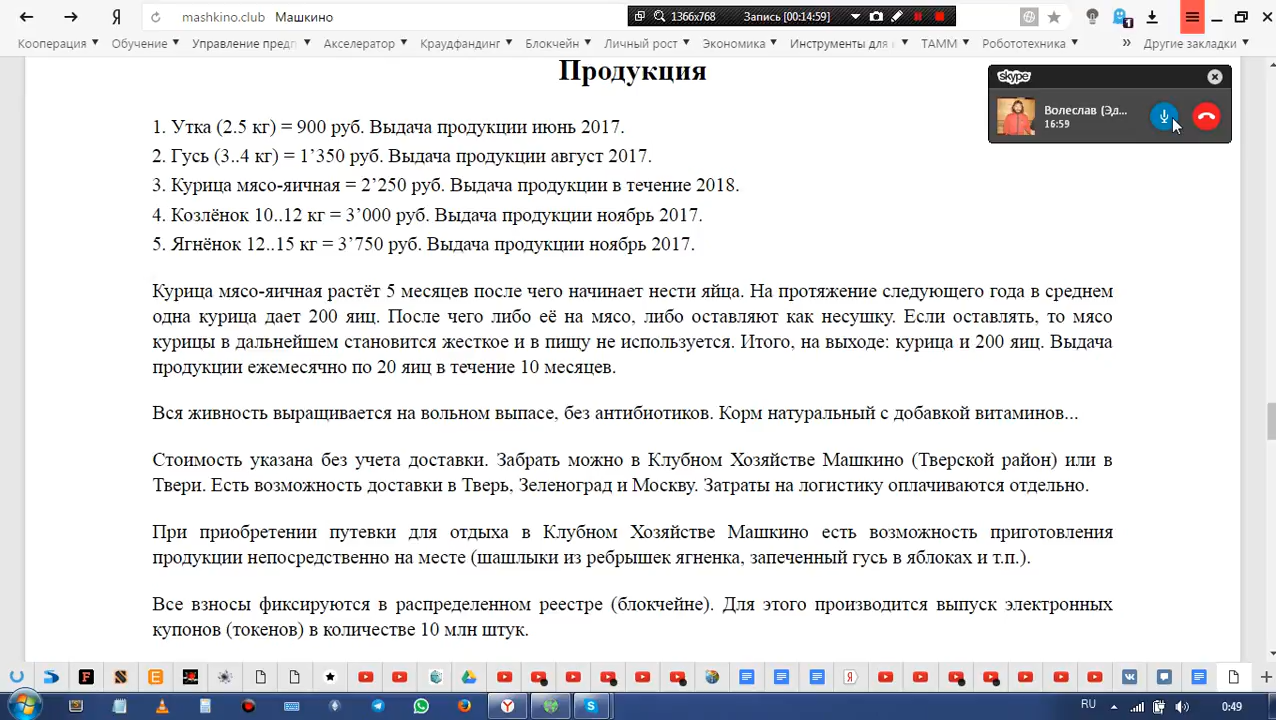 Я
mashkino.club Машкино
1366x768
Запись [00:14:59]
1
Кооперация
Обучение
Управление пред
Акселератор
Краудфандинг
Блокчейн
Личный рост
Экономика
Инструменты для
ТАММ
Робототехника
»
Другие закладки
skype
Волеслав (Эд...
16:59
Продукция
1. Утка (2.5 кг) = 900 руб. Выдача продукции июнь 2017.
2. Гусь (3..4 кг) = 1’350 руб. Выдача продукции август 2017.
3. Курица мясо-яичная = 2’250 руб. Выдача продукции в течение 2018.
4. Козлёнок 10..12 кг = 3’000 руб. Выдача продукции ноябрь 2017.
5. Ягнёнок 12..15 кг = 3’750 руб. Выдача продукции ноябрь 2017.
Курица мясо-яичная растёт 5 месяцев после чего начинает нести яйца. На протяжение следующего года в среднем
одна курица дает 200 яиц. После чего либо её на мясо, либо оставляют как несушку. Если оставлять, то мясо
курицы в дальнейшем становится жесткое и в пищу не используется. Итого, на выходе: курица и 200 яиц. Выдача
продукции ежемесячно по 20 яиц в течение 10 месяцев.
Вся живность выращивается на вольном выпасе, без антибиотиков. Корм натуральный с добавкой витаминов...
Стоимость указана без учета доставки. Забрать можно в Клубном Хозяйстве Машкино (Тверской район) или в
Твери. Есть возможность доставки в Тверь, Зеленоград и Москву. Затраты на логистику оплачиваются отдельно.
При приобретении путевки для отдыха в Клубном Хозяйстве Машкино есть возможность приготовления
продукции непосредственно на месте (шашлыки из ребрышек ягненка, запеченный гусь в яблоках и т.п.).
Все взносы фиксируются в распределенном реестре (блокчейне). Для этого производится выпуск электронных
купонов (токенов) в количестве 10 млн штук.
RU
0:49